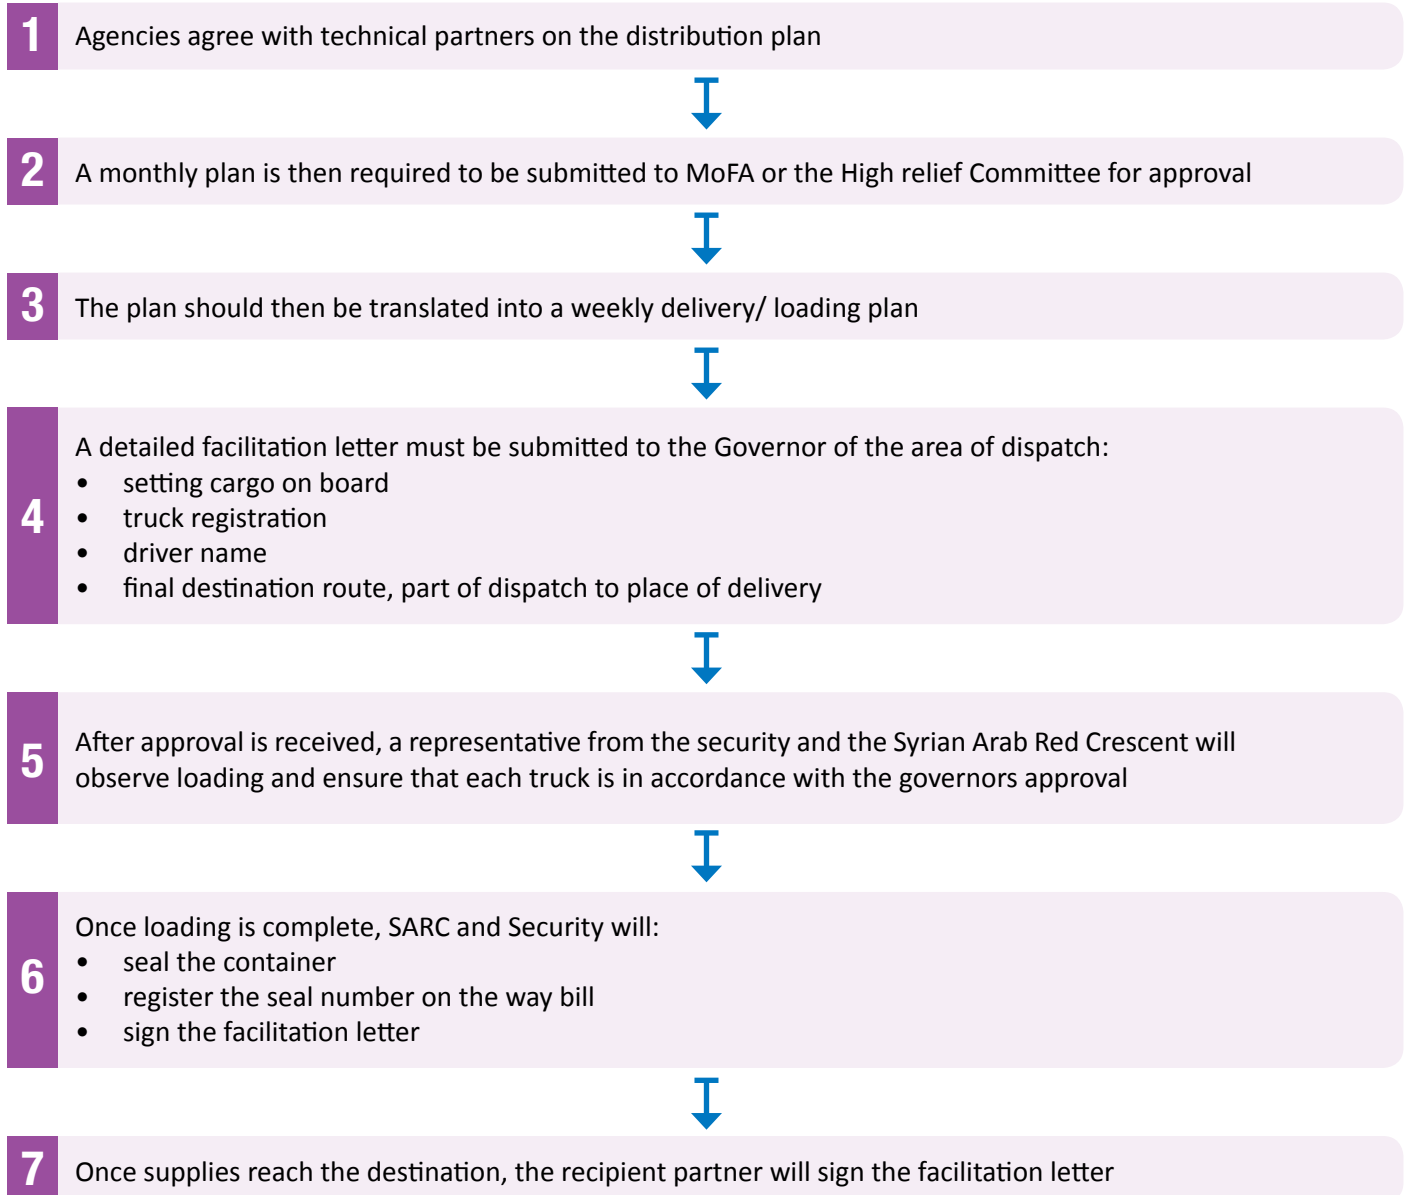 1 Agencies agree with technical partners on the distribution plan
2 A monthly plan is then required to be submitted to MoFA or the High relief Committee for approval
3 The plan should then be translated into a weekly delivery/ loading plan
4 A detailed facilitation letter must be submitted to the Governor of the area of dispatch:
• setting cargo on board
• truck registration
• driver name
• final destination route, part of dispatch to place of delivery
5 After approval is received, a representative from the security and the Syrian Arab Red Crescent will
observe loading and ensure that each truck is in accordance with the governors approval
6 Once loading is complete, SARC and Security will:
• seal the container
• register the seal number on the way bill
• sign the facilitation letter
7 Once supplies reach the destination, the recipient partner will sign the facilitation letter